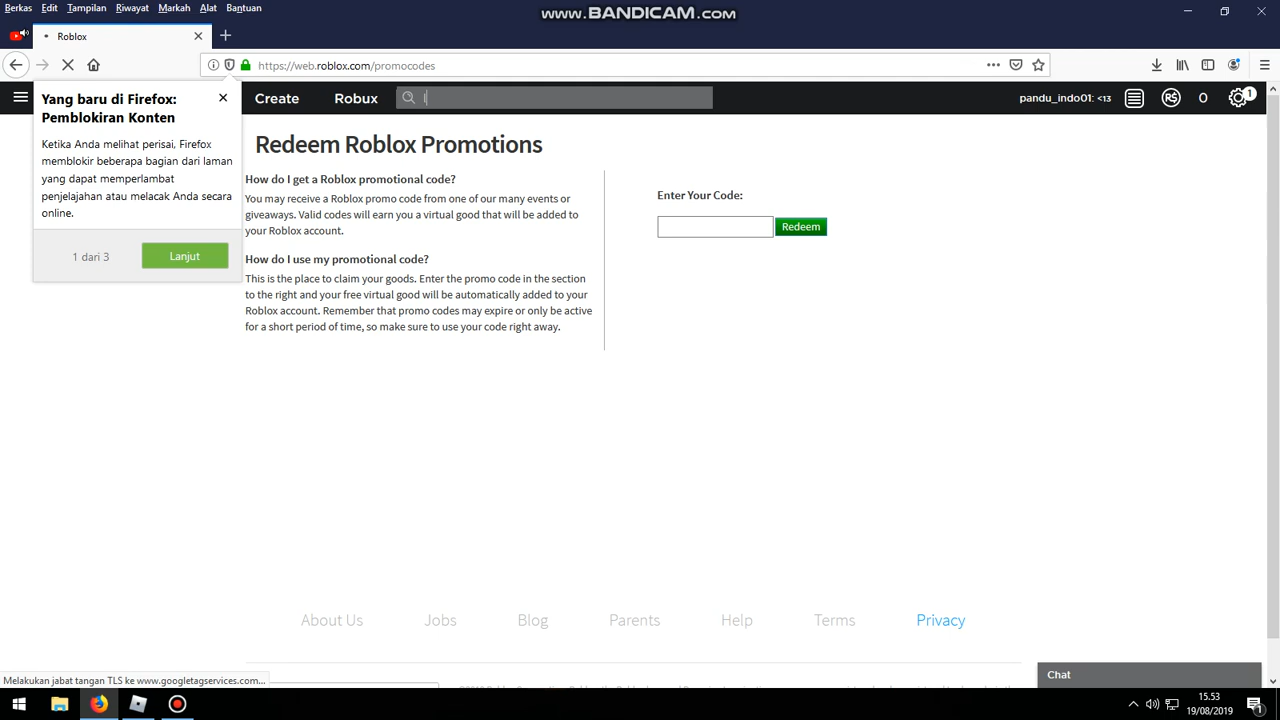 Berkas Edit Tampilan Riwayat Markah Alat Bantuan
www.BANDICAM.com
Roblox
https://web.roblox.com/promocodes
Create Robux
pandu_indo01: <13
0
1
Yang baru di Firefox:
Pemblokiran Konten
Ketika Anda melihat perisai, Firefox
memblokir beberapa bagian dari laman
yang dapat memperlambat
penjelajahan atau melacak Anda secara
online.
1 dari 3
Lanjut
Redeem Roblox Promotions
How do I get a Roblox promotional code?
You may receive a Roblox promo code from one of our many events or
giveaways. Valid codes will earn you a virtual good that will be added to
your Roblox account.
How do I use my promotional code?
This is the place to claim your goods. Enter the promo code in the section
to the right and your free virtual good will be automatically added to your
Roblox account. Remember that promo codes may expire or only be active
for a short period of time, so make sure to use your code right away.
Enter Your Code:
Redeem
About Us Jobs Blog Parents Help Terms Privacy
Melakukan jabat tangan TLS ke www.googletagservices.com...
Chat
15.53
19/08/2019
1